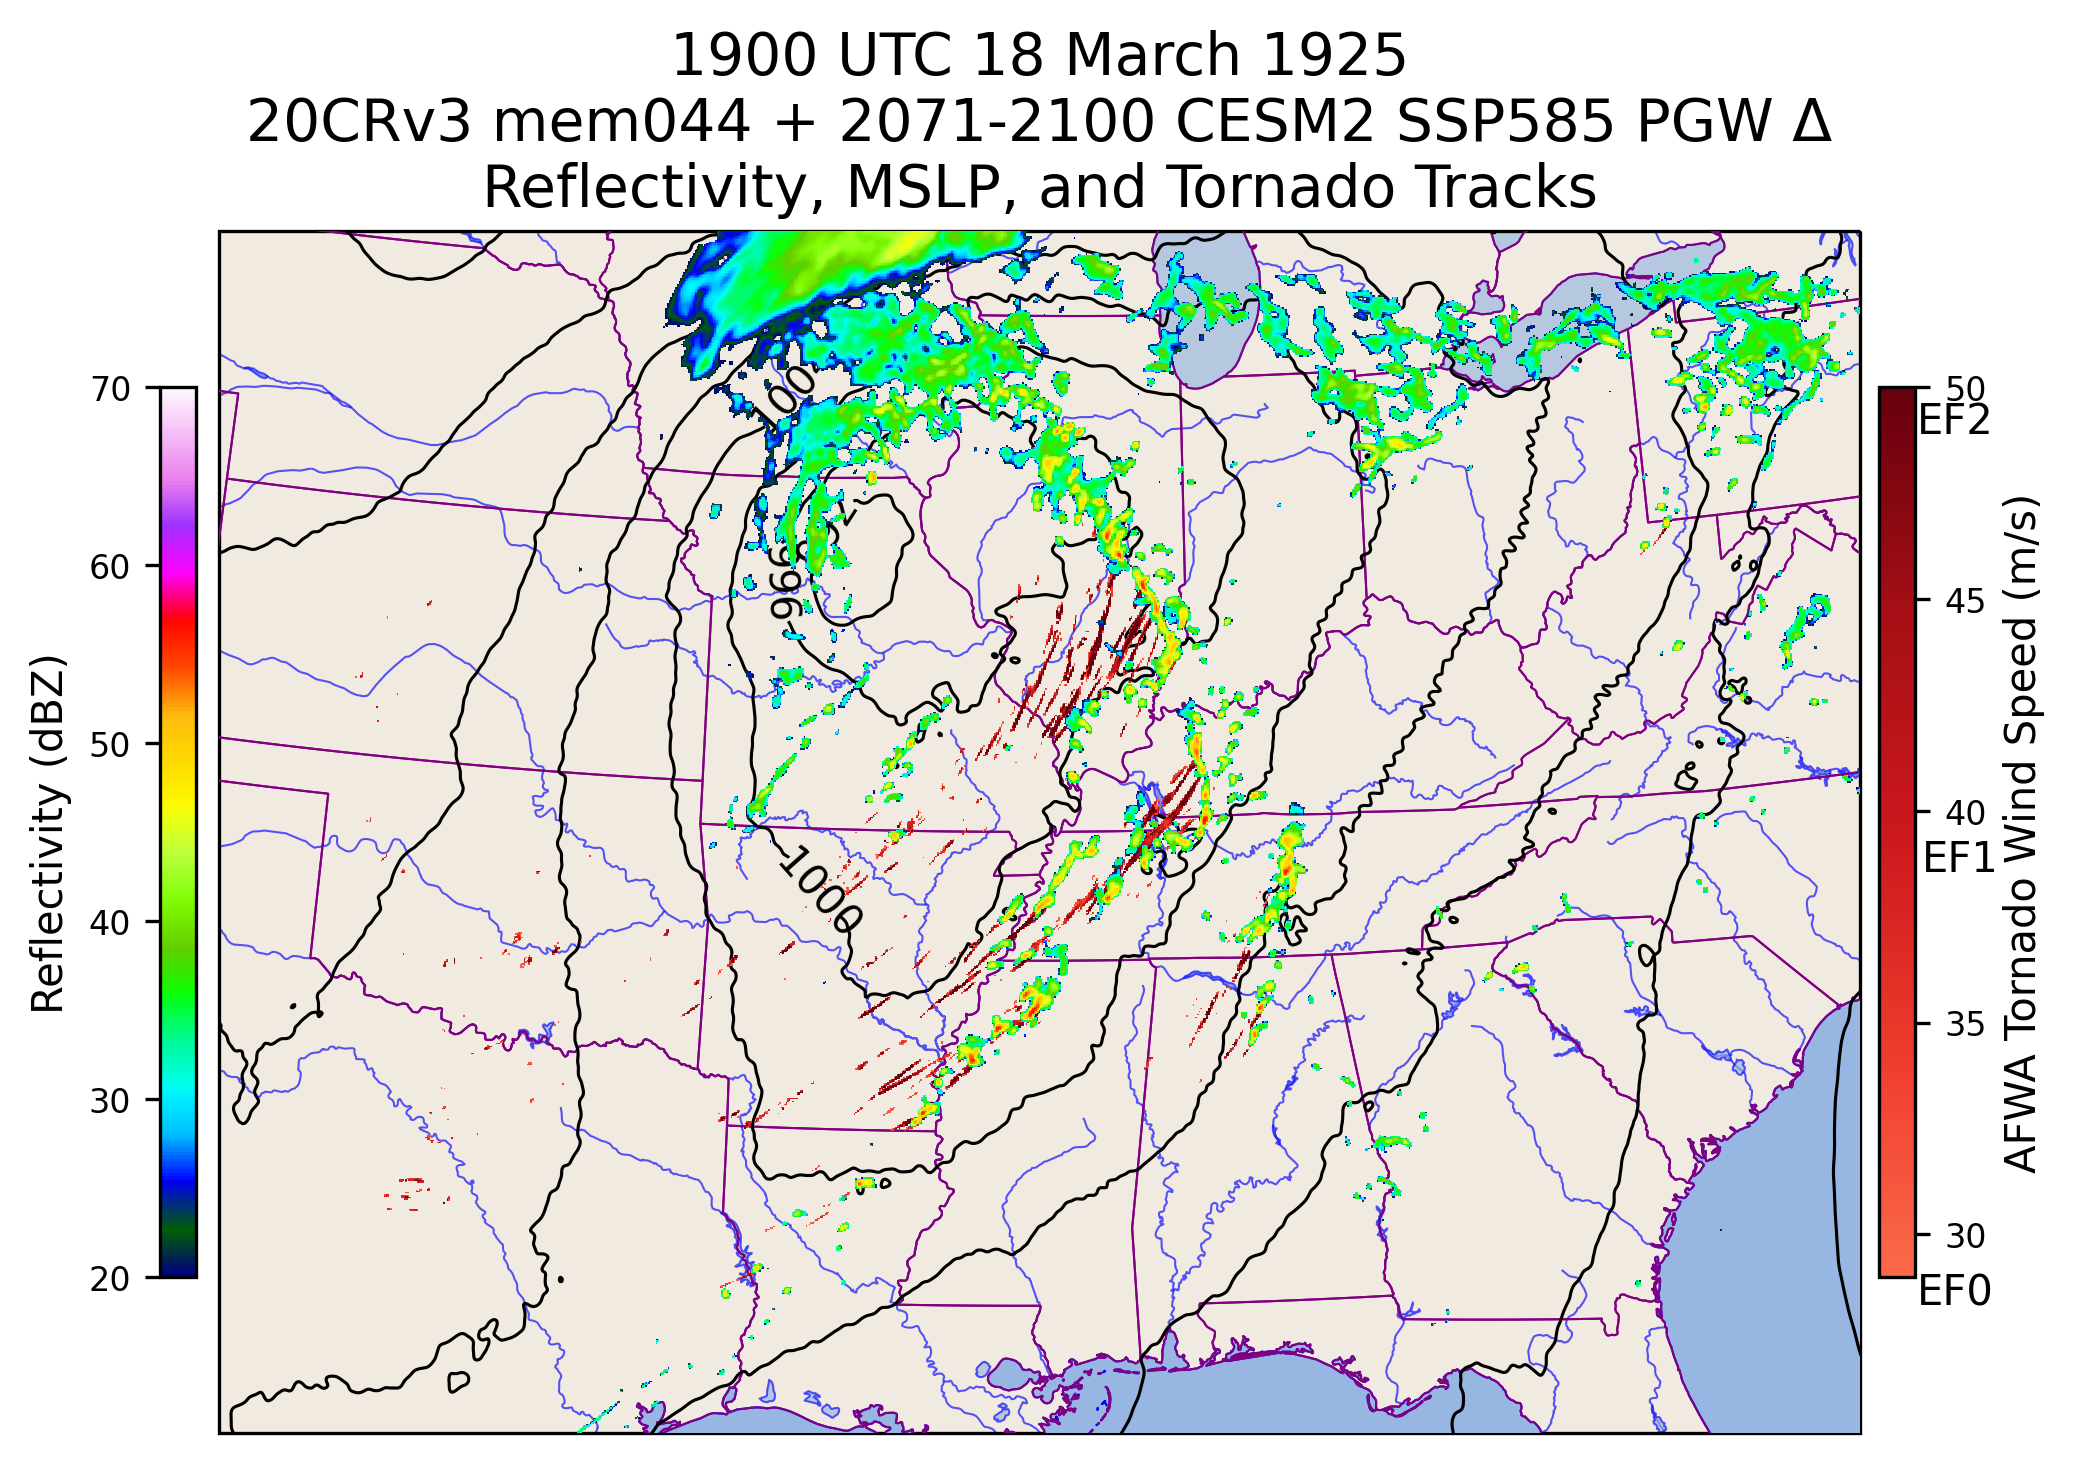 1900 UTC 18 March 1925
20CRv3 mem044 + 2071-2100 CESM2 SSP585 PGW Δ
Reflectivity, MSLP, and Tornado Tracks
70
60
50
40
30
20
Reflectivity (dBZ)
1000
50
EF2
45
40
EF1
35
30
EF0
AFWA Tornado Wind Speed (m/s)